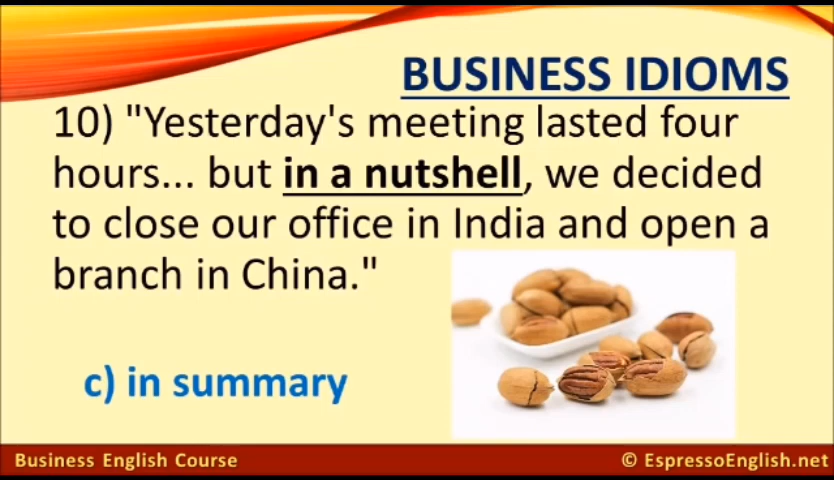 BUSINESS IDIOMS
10) "Yesterday's meeting lasted four
hours... but in a nutshell, we decided
to close our office in India and open a
branch in China."
c) in summary
Business English Course
© EspressoEnglish.net